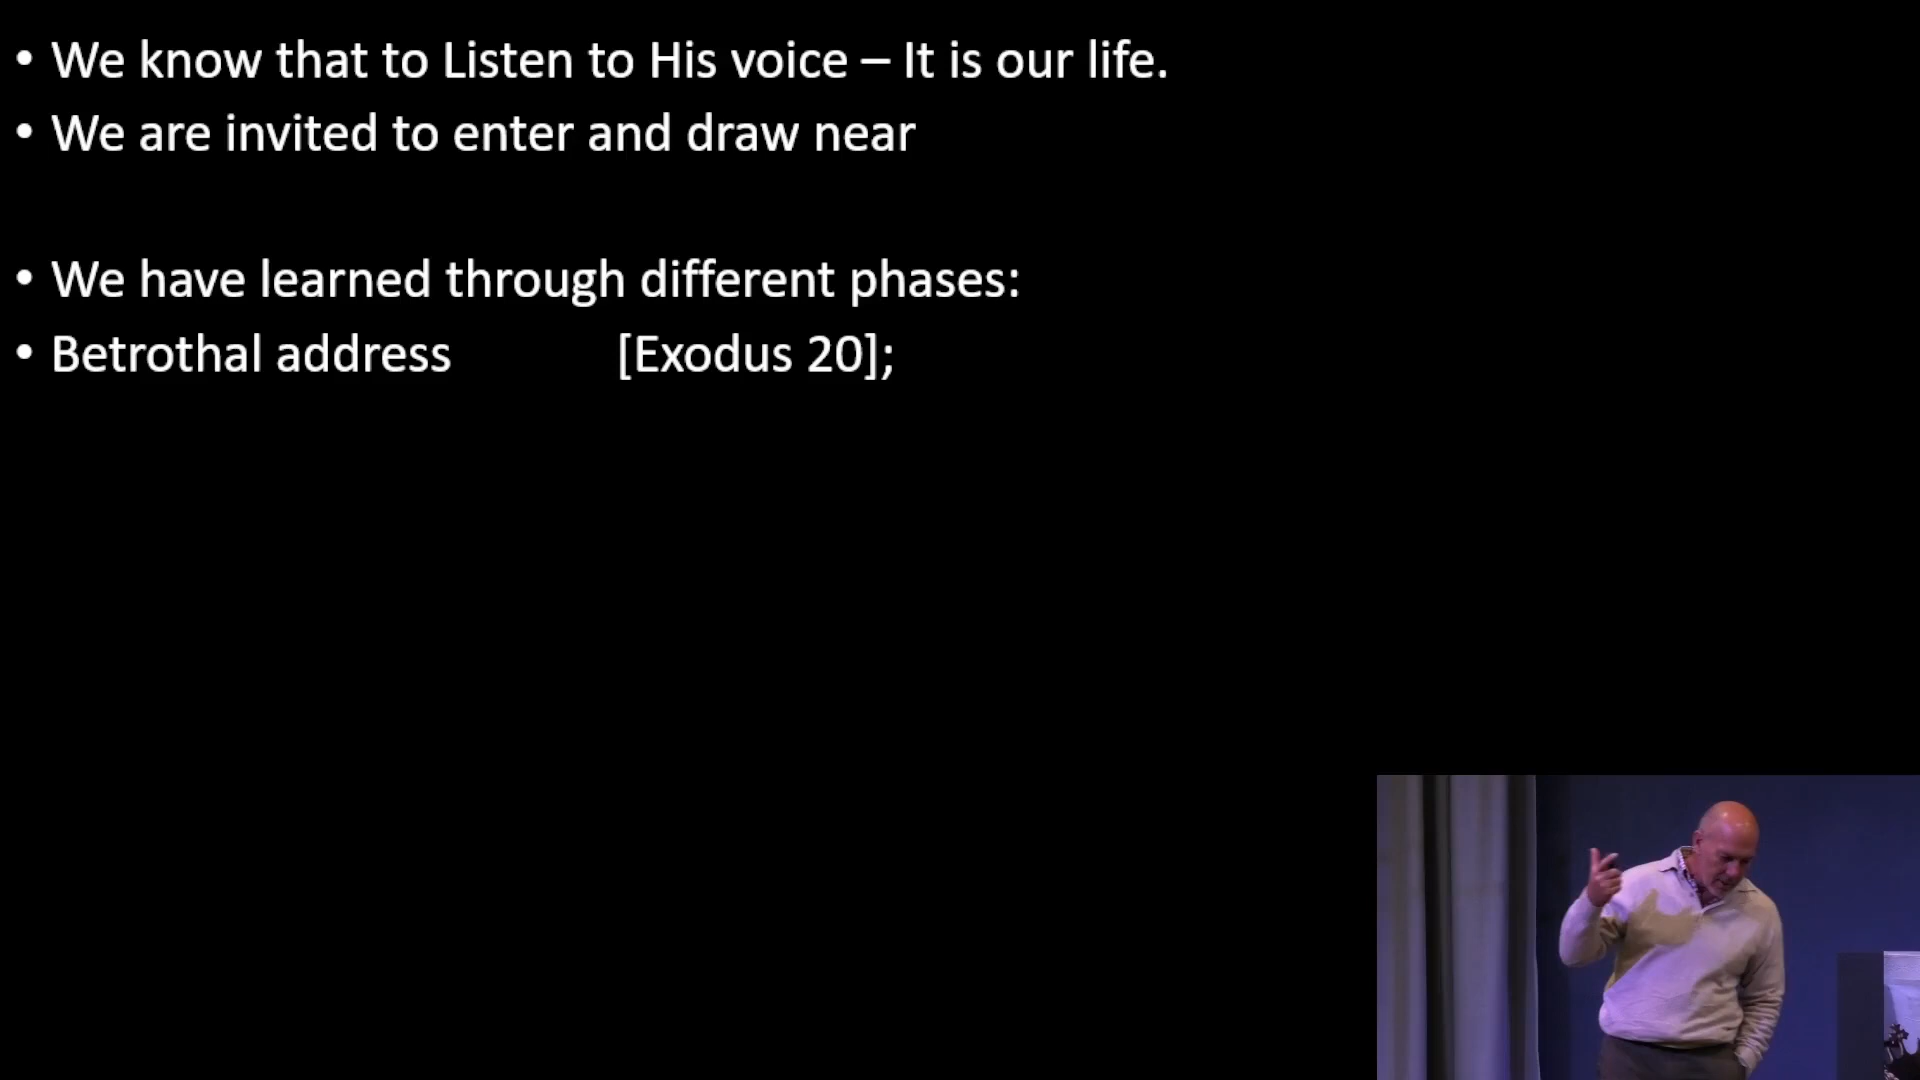 • We know that to Listen to His voice – It is our life.
• We are invited to enter and draw near
• We have learned through different phases:
• Betrothal address [Exodus 20];